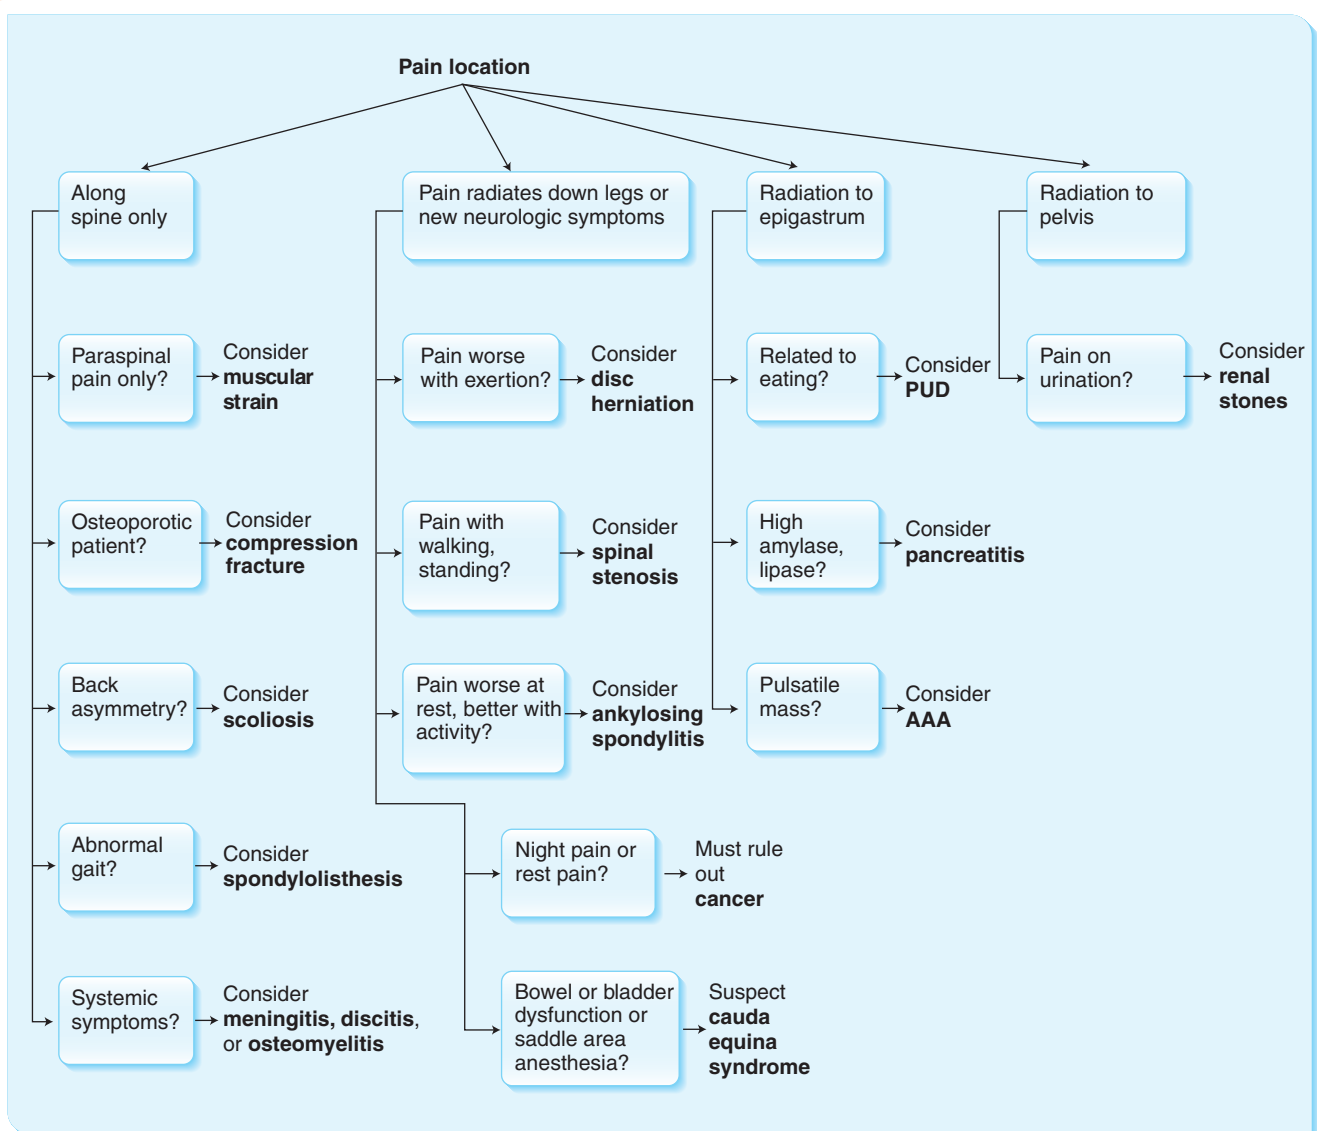 Pain location
Along
spine only
Paraspinal
pain only?
Consider
muscular
strain
Osteoporotic
patient?
Consider
compression
fracture
Back
asymmetry?
Consider
scoliosis
Abnormal
gait?
Consider
spondylolisthesis
Systemic
symptoms?
Consider
meningitis, discitis,
or osteomyelitis
Pain radiates down legs or
new neurologic symptoms
Pain worse
with exertion?
Consider
disc
herniation
Pain with
walking,
standing?
Consider
spinal
stenosis
Pain worse at
rest, better with
activity?
Consider
ankylosing
spondylitis
Night pain or
rest pain?
Must rule
out
cancer
Bowel or bladder
dysfunction or
saddle area
anesthesia?
Suspect
cauda
equina
syndrome
Radiation to
epigastrum
Related to
eating?
Consider
PUD
High
amylase,
lipase?
Consider
pancreatitis
Pulsatile
mass?
Consider
AAA
Radiation to
pelvis
Pain on
urination?
Consider
renal
stones